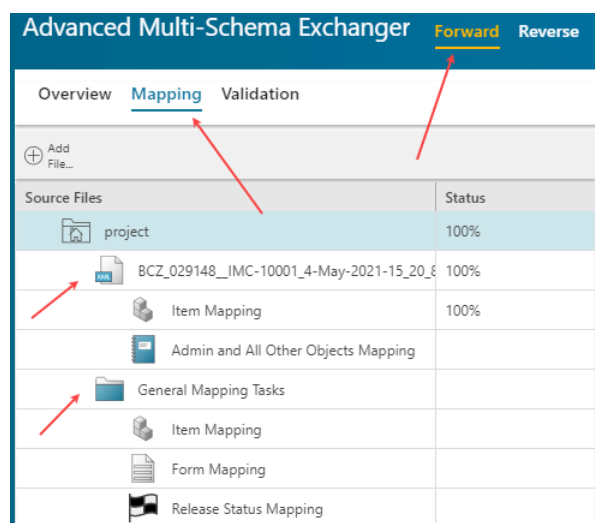 Advanced Multi-Schema Exchanger Forward Reverse
Overview Mapping Validation
Add
File...
Source Files Status
project 100%
BCZ_029148__IMC-10001_4-May-2021-15_20_8 100%
XML
Item Mapping 100%
Admin and All Other Objects Mapping
General Mapping Tasks
Item Mapping
Form Mapping
Release Status Mapping